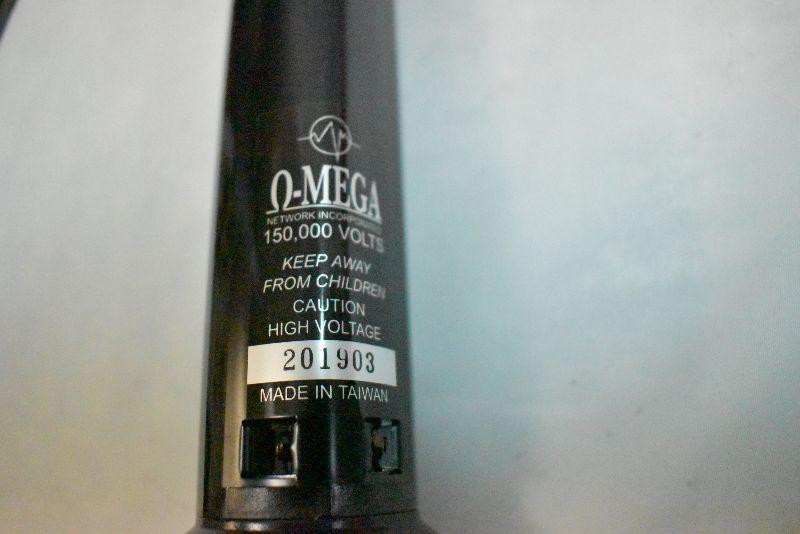 Ω-MEGA
NETWORK INCORPORATED
150,000 VOLTS
KEEP AWAY
FROM CHILDREN
CAUTION
HIGH VOLTAGE
201903
MADE IN TAIWAN